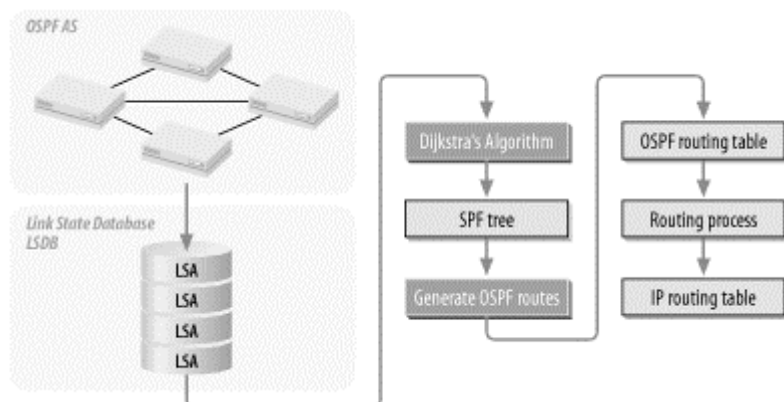 OSPF AS
Link State Database
LSDB
LSA
LSA
LSA
LSA
Dijkstra's Algorithm
SPF tree
Generate OSPF routes
OSPF routing table
Routing process
IP routing table